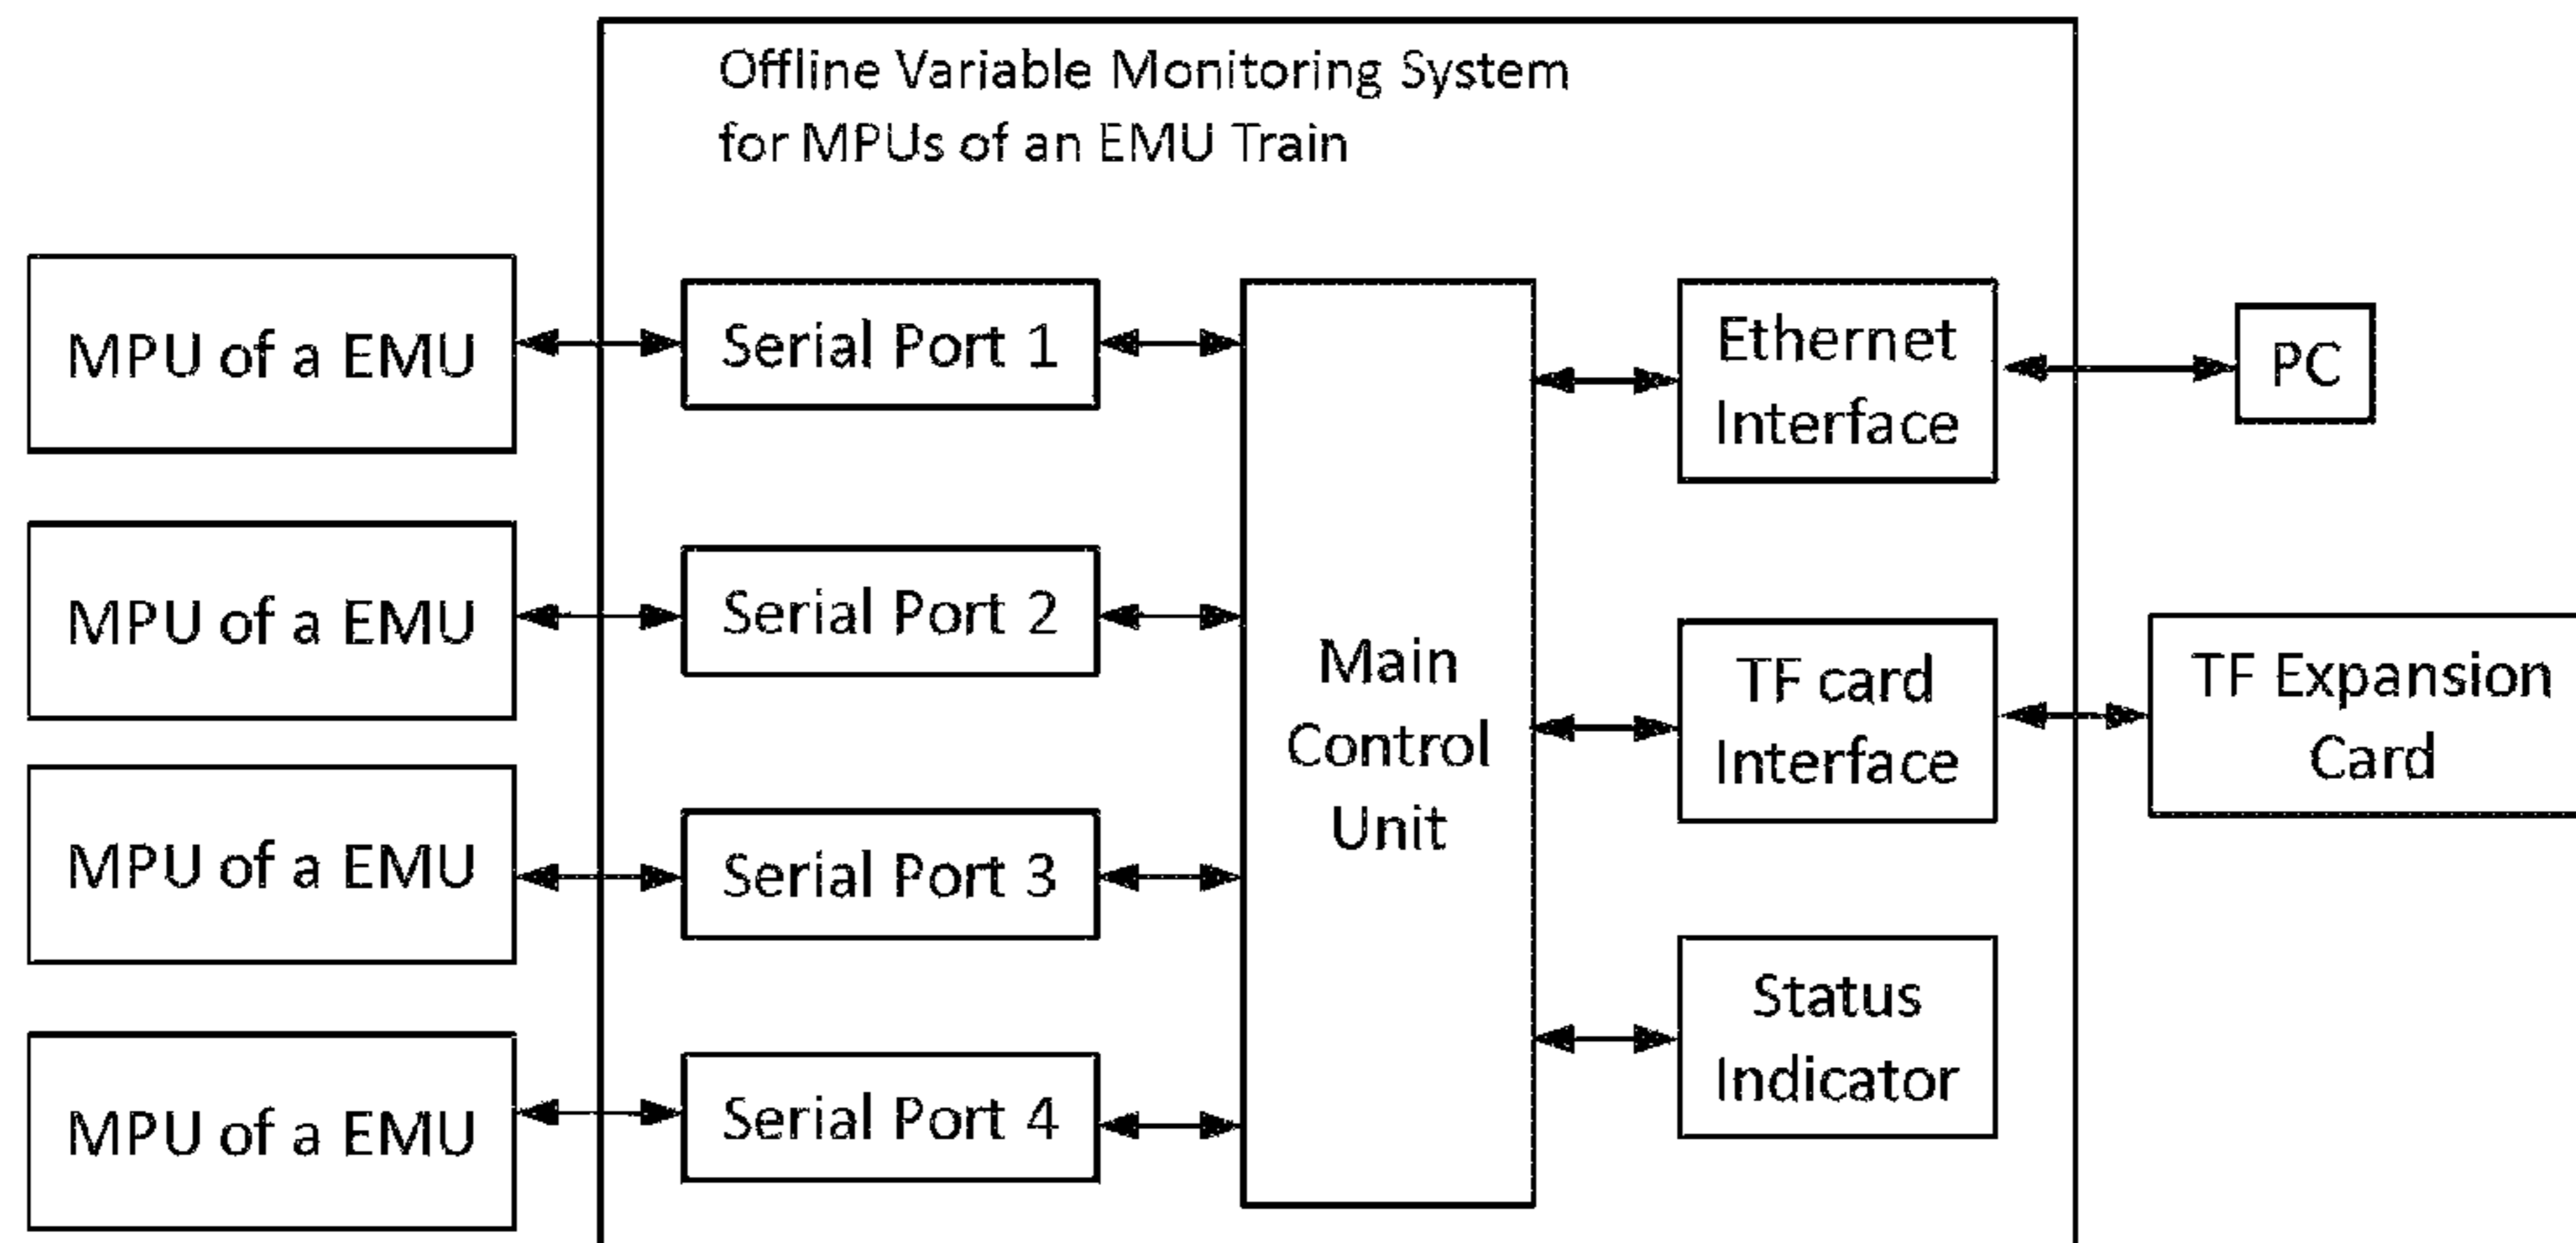 Offline Variable Monitoring System
for MPUs of an EMU Train
MPU of a EMU
Serial Port 1
MPU of a EMU
Serial Port 2
MPU of a EMU
Serial Port 3
MPU of a EMU
Serial Port 4
Main
Control
Unit
Ethernet
Interface
PC
TF card
Interface
TF Expansion
Card
Status
Indicator